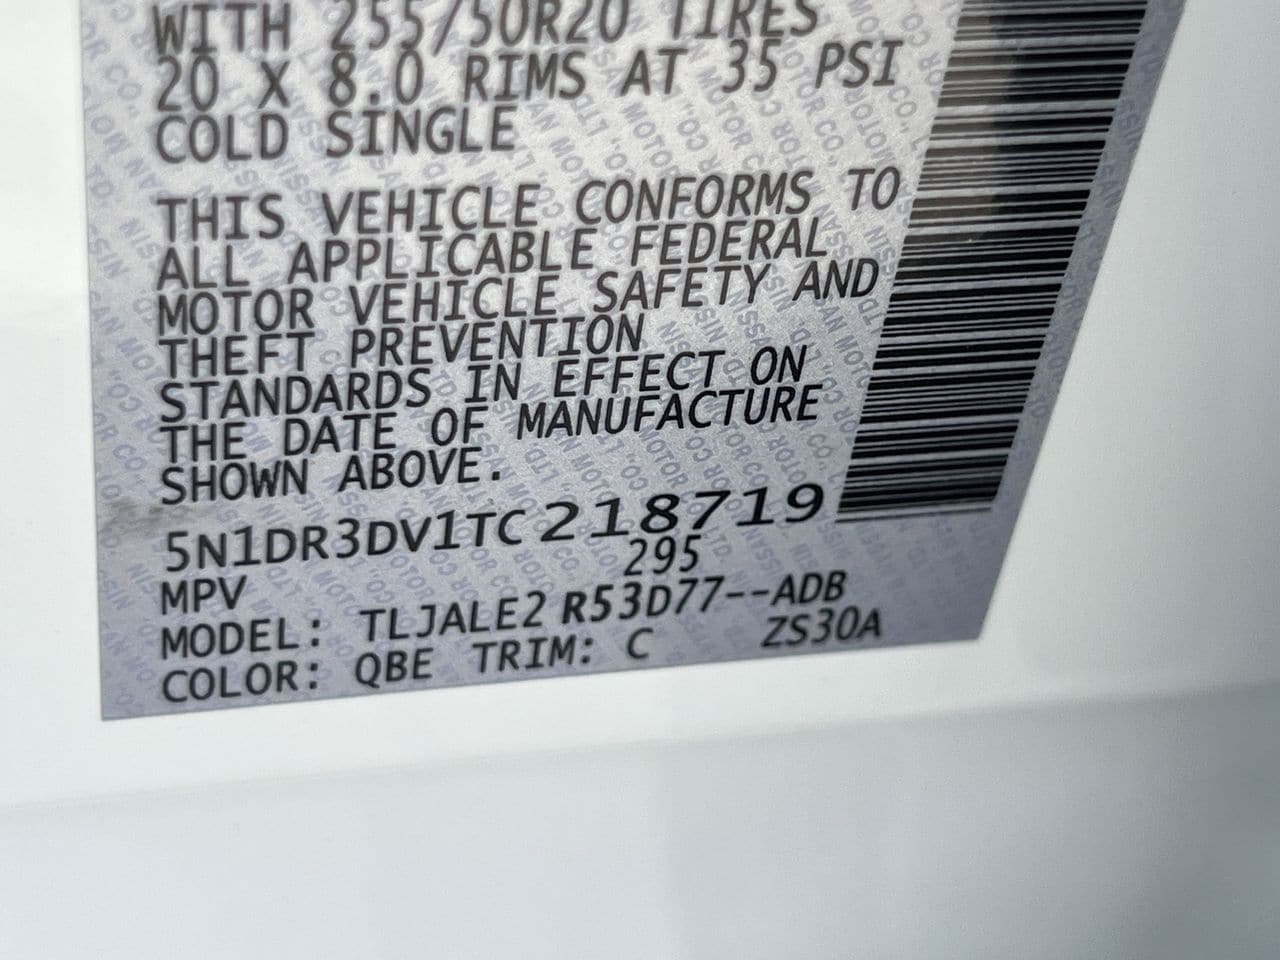 WITH 255/50R20 TIRES
20 X 8.0 RIMS AT 35 PSI
COLD SINGLE
THIS VEHICLE CONFORMS TO
ALL APPLICABLE FEDERAL
MOTOR VEHICLE SAFETY AND
THEFT PREVENTION
STANDARDS IN EFFECT ON
THE DATE OF MANUFACTURE
SHOWN ABOVE.
5N1DR3DV1TC218719
MPV 295
MODEL: TLJALE2 R53D77--ADB
COLOR: QBE TRIM: C ZS30A